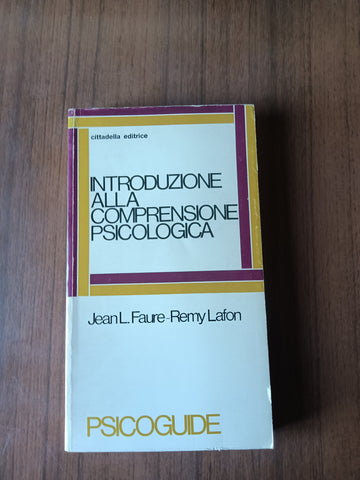 cittadella editrice
INTRODUZIONE
ALLA
COMPRENSIONE
PSICOLOGICA
Jean L. Faure-Remy Lafon
PSICOGUIDE